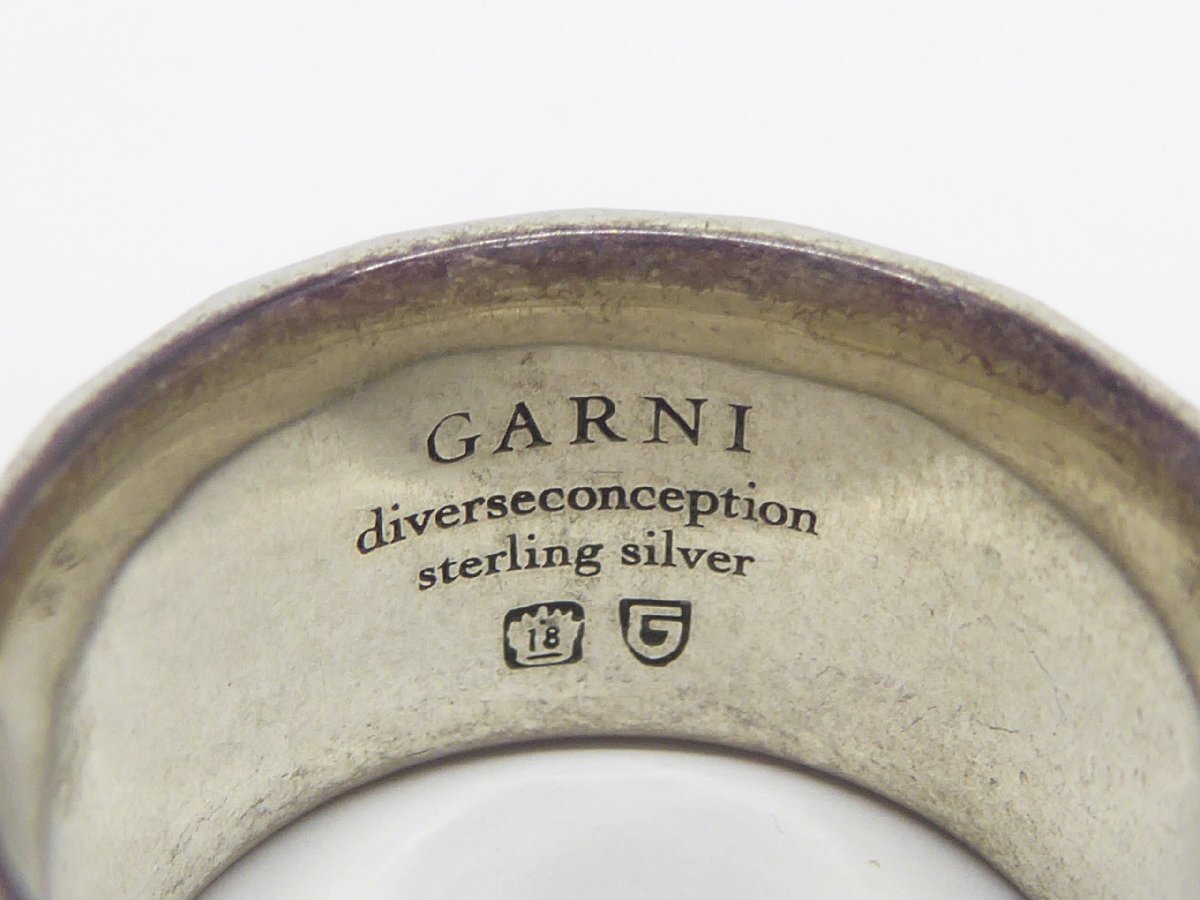 GARNI
diverseconception
sterling silver
18 G